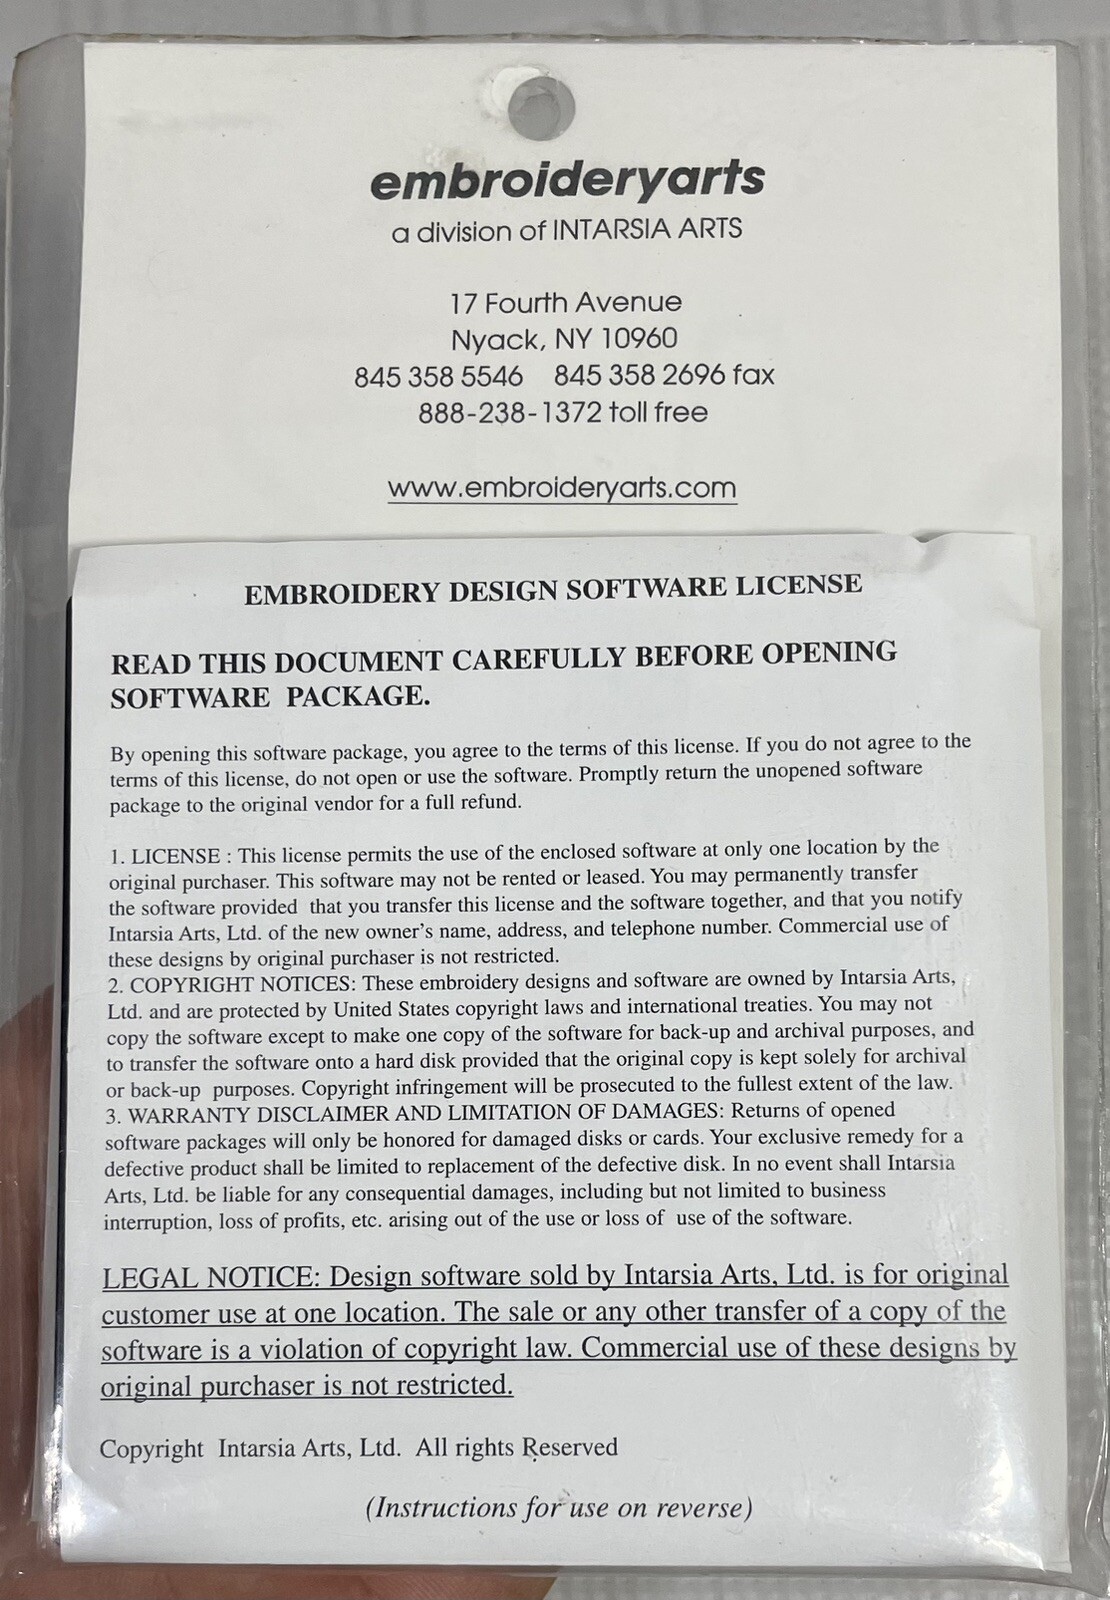 embroideryarts
a division of INTARSIA ARTS
17 Fourth Avenue
Nyack, NY 10960
845 358 5546 845 358 2696 fax
888-238-1372 toll free
www.embroideryarts.com
EMBROIDERY DESIGN SOFTWARE LICENSE
READ THIS DOCUMENT CAREFULLY BEFORE OPENING
SOFTWARE PACKAGE.
By opening this software package, you agree to the terms of this license. If you do not agree to the
terms of this license, do not open or use the software. Promptly return the unopened software
package to the original vendor for a full refund.
1. LICENSE : This license permits the use of the enclosed software at only one location by the
original purchaser. This software may not be rented or leased. You may permanently transfer
the software provided that you transfer this license and the software together, and that you notify
Intarsia Arts, Ltd. of the new owner's name, address, and telephone number. Commercial use of
these designs by original purchaser is not restricted.
2. COPYRIGHT NOTICES: These embroidery designs and software are owned by Intarsia Arts,
Ltd. and are protected by United States copyright laws and international treaties. You may not
copy the software except to make one copy of the software for back-up and archival purposes, and
to transfer the software onto a hard disk provided that the original copy is kept solely for archival
or back-up purposes. Copyright infringement will be prosecuted to the fullest extent of the law.
3. WARRANTY DISCLAIMER AND LIMITATION OF DAMAGES: Returns of opened
software packages will only be honored for damaged disks or cards. Your exclusive remedy for a
defective product shall be limited to replacement of the defective disk. In no event shall Intarsia
Arts, Ltd. be liable for any consequential damages, including but not limited to business
interruption, loss of profits, etc. arising out of the use or loss of use of the software.
LEGAL NOTICE: Design software sold by Intarsia Arts, Ltd. is for original
customer use at one location. The sale or any other transfer of a copy of the
software is a violation of copyright law. Commercial use of these designs by
original purchaser is not restricted.
Copyright Intarsia Arts, Ltd. All rights Reserved
(Instructions for use on reverse)